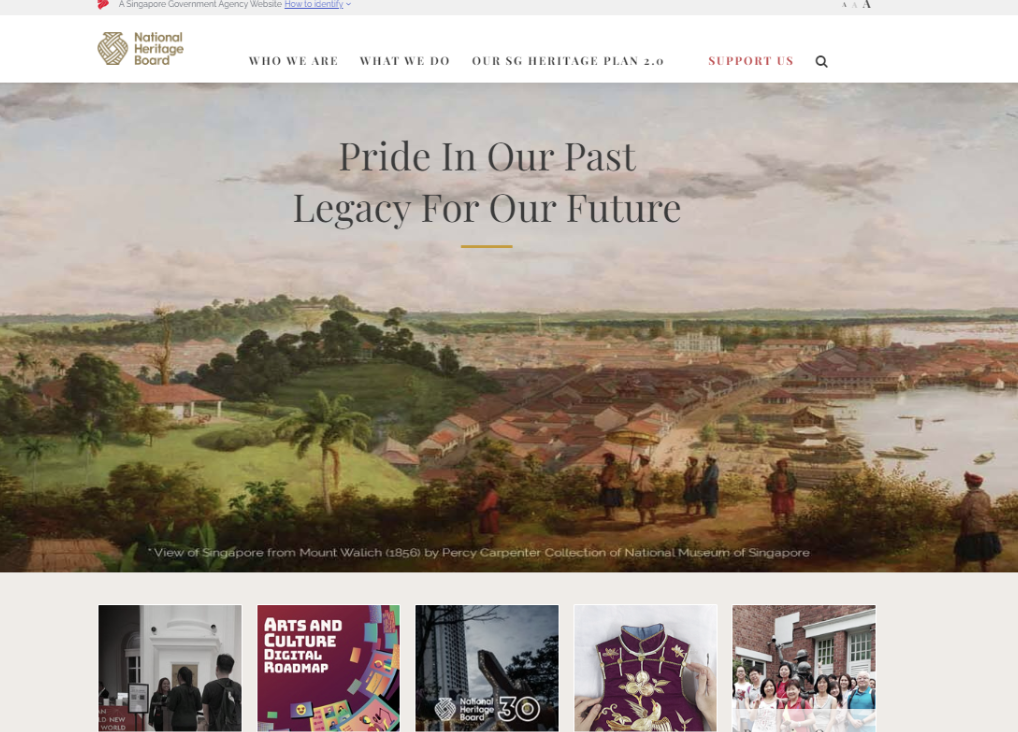 A Singapore Government Agency Website How to identify
A A A
National
Heritage
Board
WHO WE ARE WHAT WE DO OUR SG HERITAGE PLAN 2.0 SUPPORT US
Pride In Our Past
Legacy For Our Future
* View of Singapore from Mount Walich (1856) by Percy Carpenter Collection of National Museum of Singapore
ARTS AND
CULTURE
DIGITAL
ROADMAP
National
Heritage
Board
30
NEW
WORLD